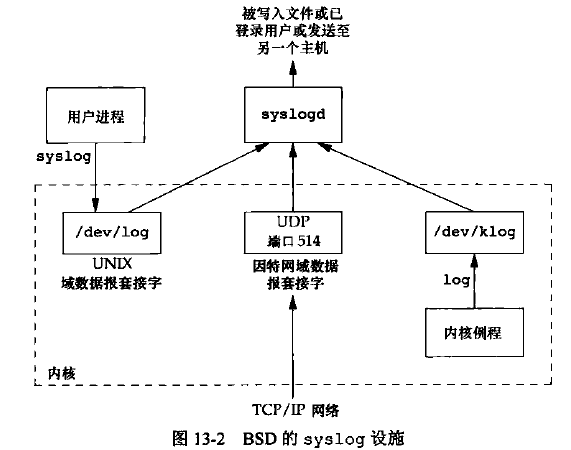 被写入文件或已
登录用户或发送至
另一个主机
用户进程
syslogd
syslog
/dev/log
UDP
端口 514
/dev/klog
UNIX
域数据报套接字
因特网域数据
报套接字
log
内核例程
内核
TCP/IP 网络
图 13-2 BSD 的 syslog 设施